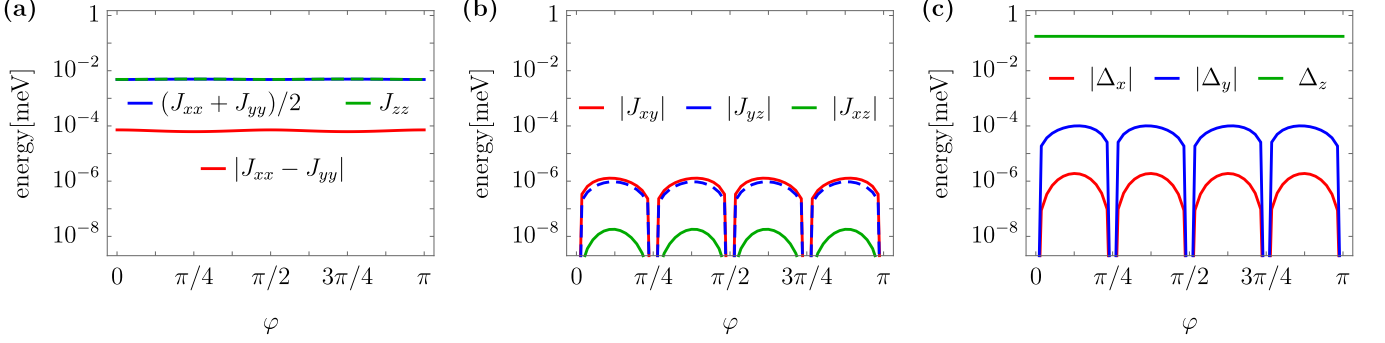 (a)
energy[meV]
1
10⁻²
10⁻⁴
10⁻⁶
10⁻⁸
(J_xx + J_yy)/2
J_zz
|J_xx − J_yy|
0
π/4
π/2
3π/4
π
φ
(b)
energy[meV]
1
10⁻²
10⁻⁴
10⁻⁶
10⁻⁸
|J_xy|
|J_yz|
|J_xz|
0
π/4
π/2
3π/4
π
φ
(c)
energy[meV]
1
10⁻²
10⁻⁴
10⁻⁶
10⁻⁸
|Δ_x|
|Δ_y|
Δ_z
0
π/4
π/2
3π/4
π
φ